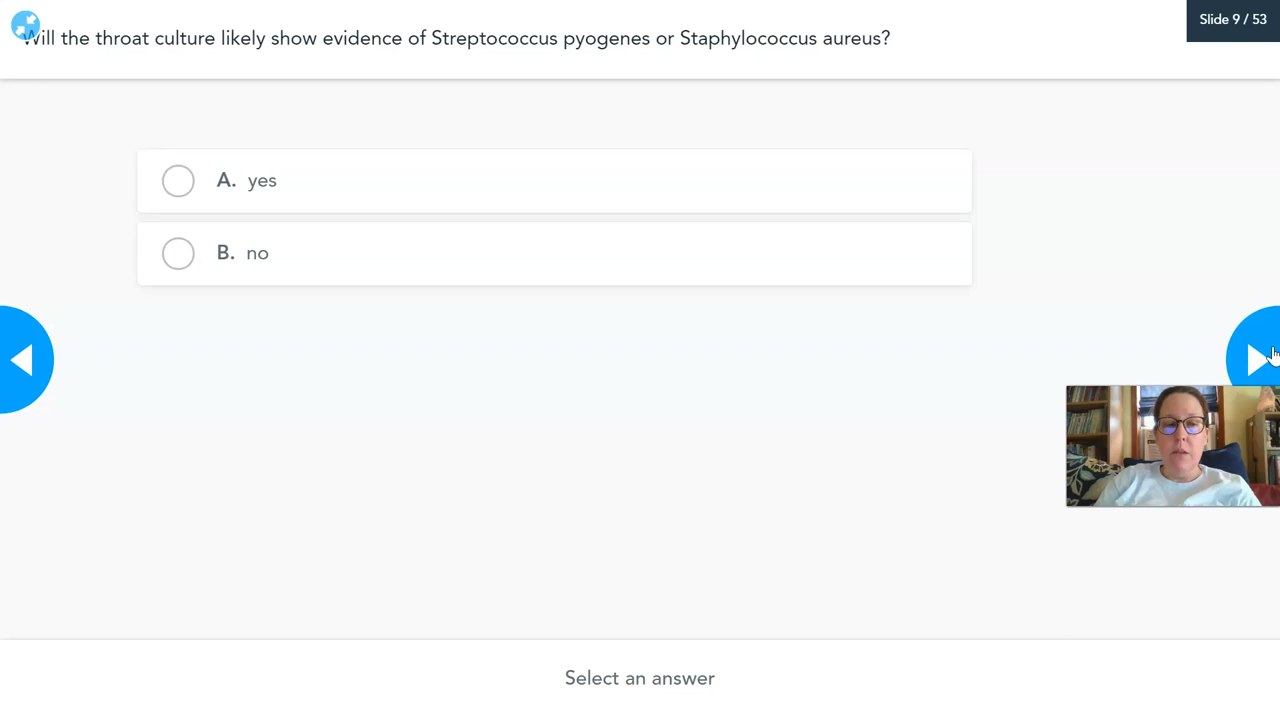 Will the throat culture likely show evidence of Streptococcus pyogenes or Staphylococcus aureus?
Slide 9 / 53
A. yes
B. no
Select an answer